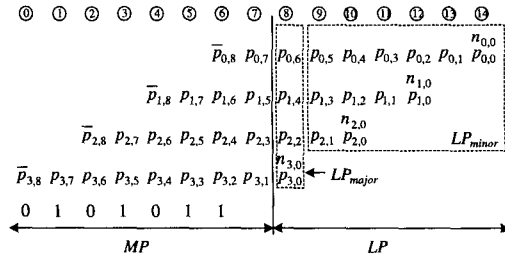 ⓪ ① ② ③ ④ ⑤ ⑥ ⑦ ⑧ ⑨ ⑩ ⑪ ⑫ ⑬ ⑭
n0,0
p̅0,8 p0,7 p0,6 p0,5 p0,4 p0,3 p0,2 p0,1 p0,0
n1,0
p̅1,8 p1,7 p1,6 p1,5 p1,4 p1,3 p1,2 p1,1 p1,0
n2,0
p̅2,8 p2,7 p2,6 p2,5 p2,4 p2,3 p2,2 p2,1 p2,0 LPminor
n3,0
p̅3,8 p3,7 p3,6 p3,5 p3,4 p3,3 p3,2 p3,1 p3,0 LPmajor
0 1 0 1 0 1 1
MP LP